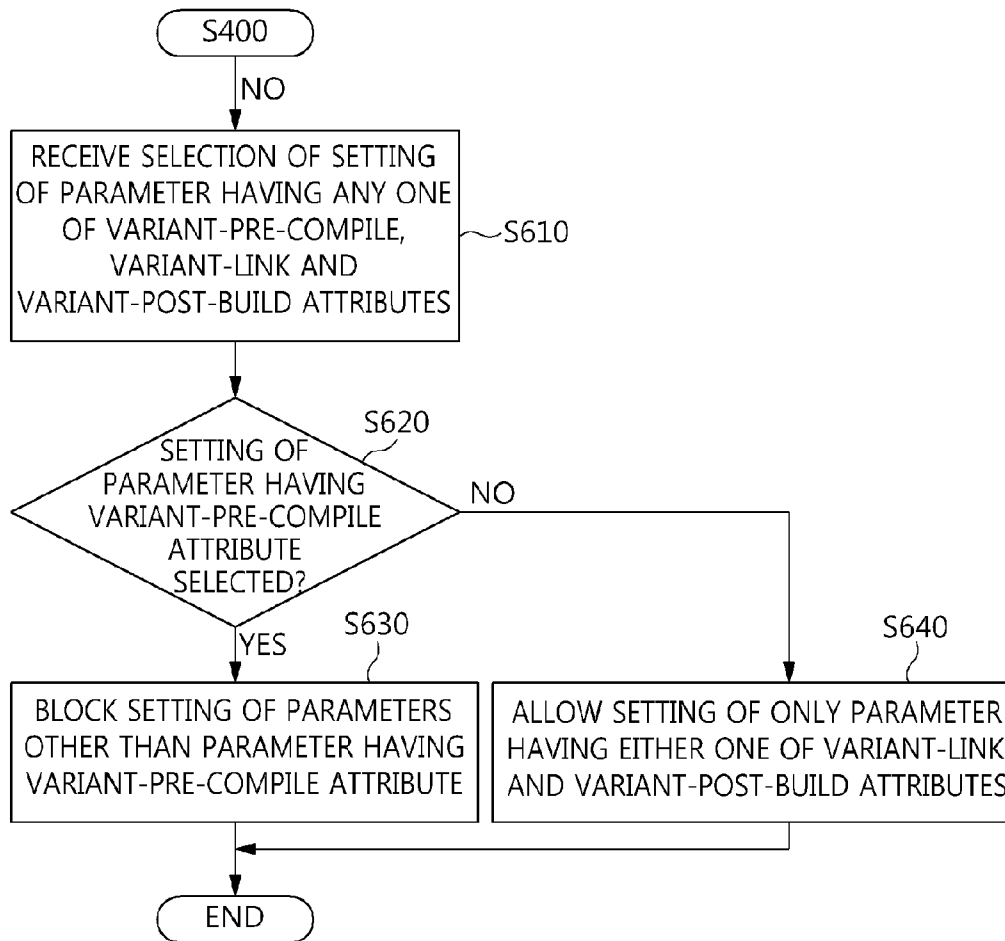 S400
NO
RECEIVE SELECTION OF SETTING
OF PARAMETER HAVING ANY ONE
OF VARIANT-PRE-COMPILE,
VARIANT-LINK AND
VARIANT-POST-BUILD ATTRIBUTES
S610
S620
SETTING OF
PARAMETER HAVING
VARIANT-PRE-COMPILE
ATTRIBUTE
SELECTED?
NO
YES
S630
S640
BLOCK SETTING OF PARAMETERS
OTHER THAN PARAMETER HAVING
VARIANT-PRE-COMPILE ATTRIBUTE
ALLOW SETTING OF ONLY PARAMETER
HAVING EITHER ONE OF VARIANT-LINK
AND VARIANT-POST-BUILD ATTRIBUTES
END